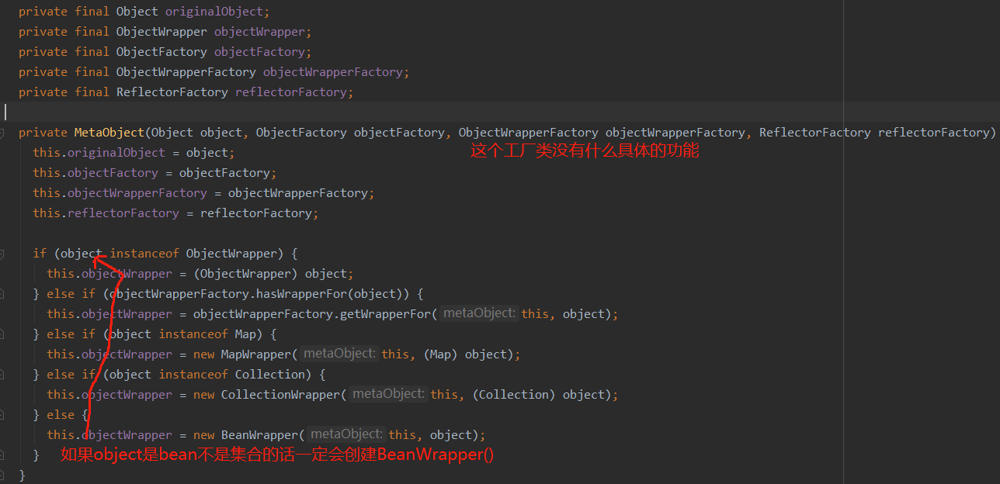 private final Object originalObject;
private final ObjectWrapper objectWrapper;
private final ObjectFactory objectFactory;
private final ObjectWrapperFactory objectWrapperFactory;
private final ReflectorFactory reflectorFactory;
private MetaObject(Object object, ObjectFactory objectFactory, ObjectWrapperFactory objectWrapperFactory, ReflectorFactory reflectorFactory)
这个工厂类没有什么具体的功能
this.originalObject = object;
this.objectFactory = objectFactory;
this.objectWrapperFactory = objectWrapperFactory;
this.reflectorFactory = reflectorFactory;
if (object instanceof ObjectWrapper) {
this.objectWrapper = (ObjectWrapper) object;
} else if (objectWrapperFactory.hasWrapperFor(object)) {
this.objectWrapper = objectWrapperFactory.getWrapperFor( metaObject: this, object);
} else if (object instanceof Map) {
this.objectWrapper = new MapWrapper( metaObject: this, (Map) object);
} else if (object instanceof Collection) {
this.objectWrapper = new CollectionWrapper( metaObject: this, (Collection) object);
} else {
this.objectWrapper = new BeanWrapper( metaObject: this, object);
} 如果object是bean不是集合的话一定会创建BeanWrapper()
}